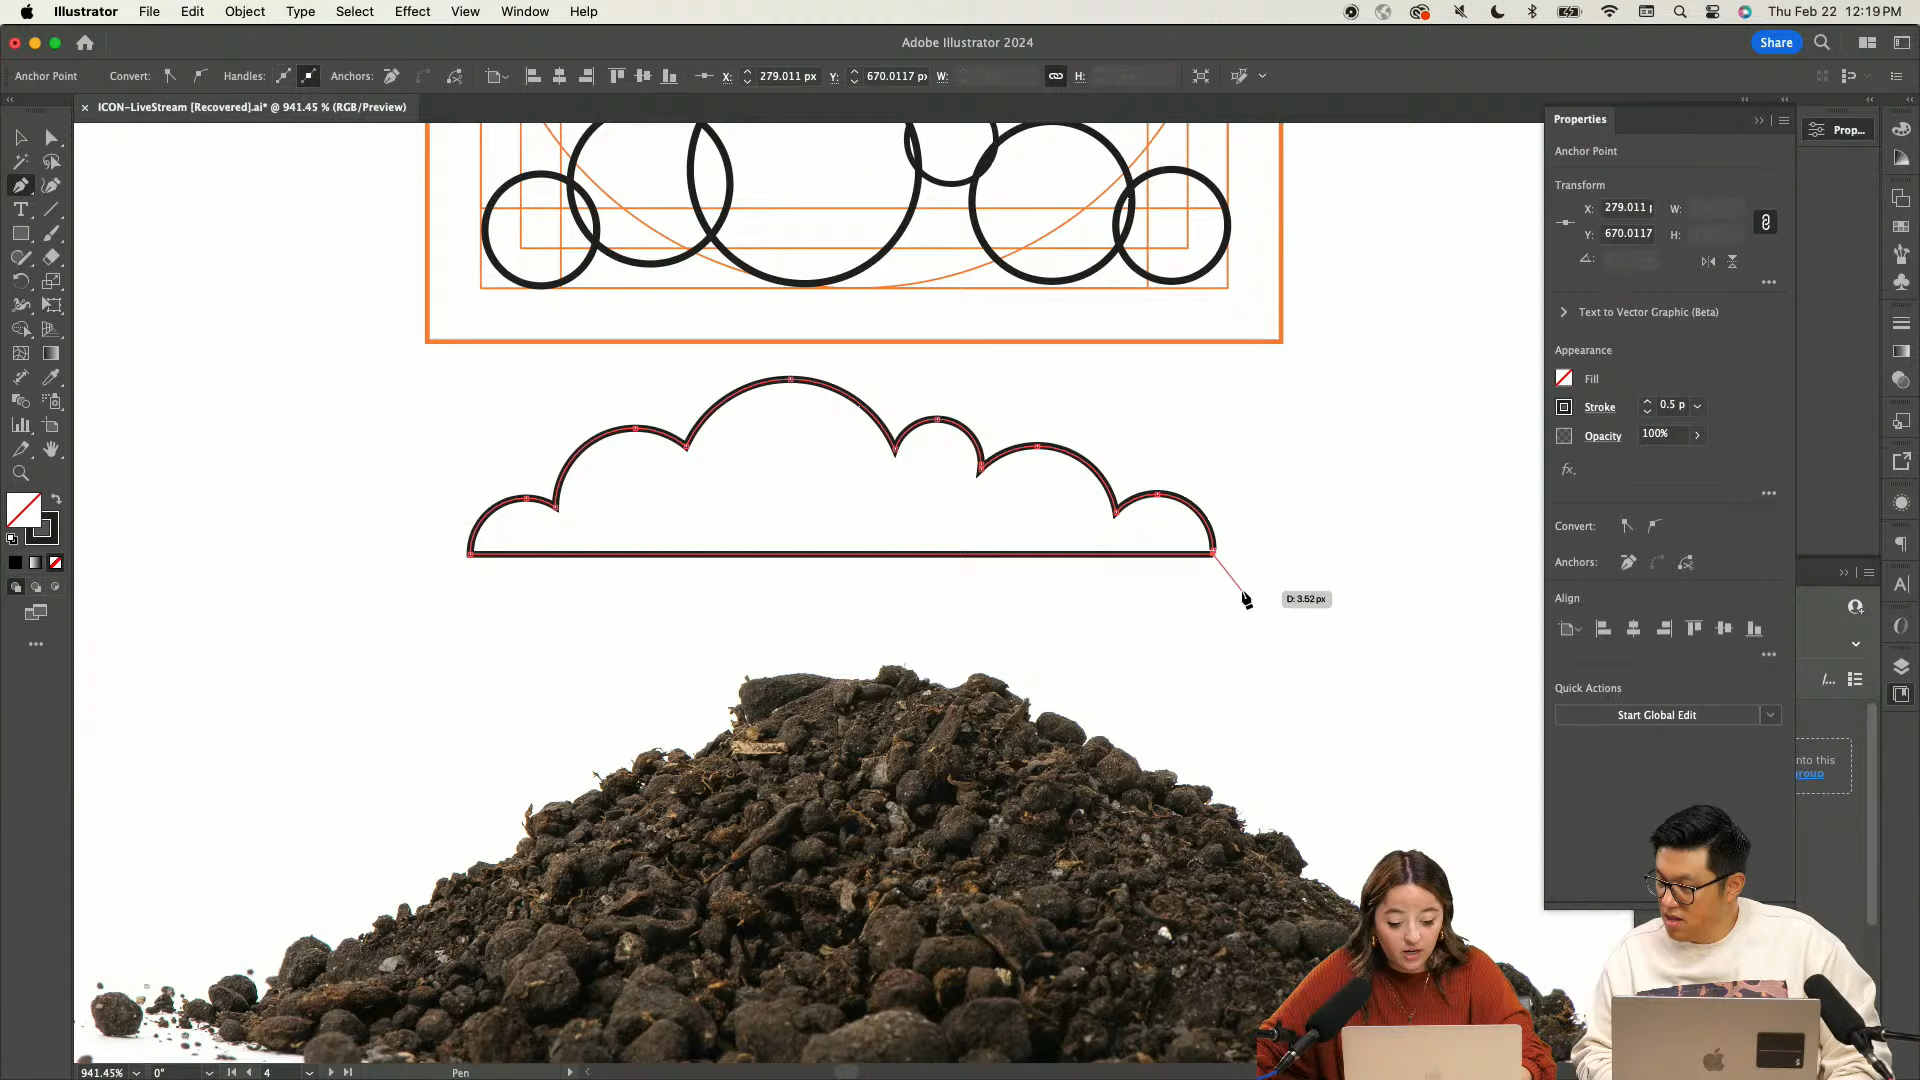 Illustrator File Edit Object Type Select Effect View Window Help Thu Feb 22 12:19 PM
Adobe Illustrator 2024 Share
Anchor Point Convert: Handles: Anchors: X: 279.011 px Y: 670.0117 px W: H:
× ICON-LiveStream [Recovered].ai* @ 941.45 % (RGB/Preview)
Properties
Prop...
Anchor Point
Transform
X: 279.011 W:
Y: 670.0117 H:
Text to Vector Graphic (Beta)
Appearance
Fill
Stroke 0.5 p
Opacity 100%
fx.
Convert:
Anchors:
D: 3.52 px
Align
Quick Actions
Start Global Edit
nto this
group
941.45% 0° 4 Pen